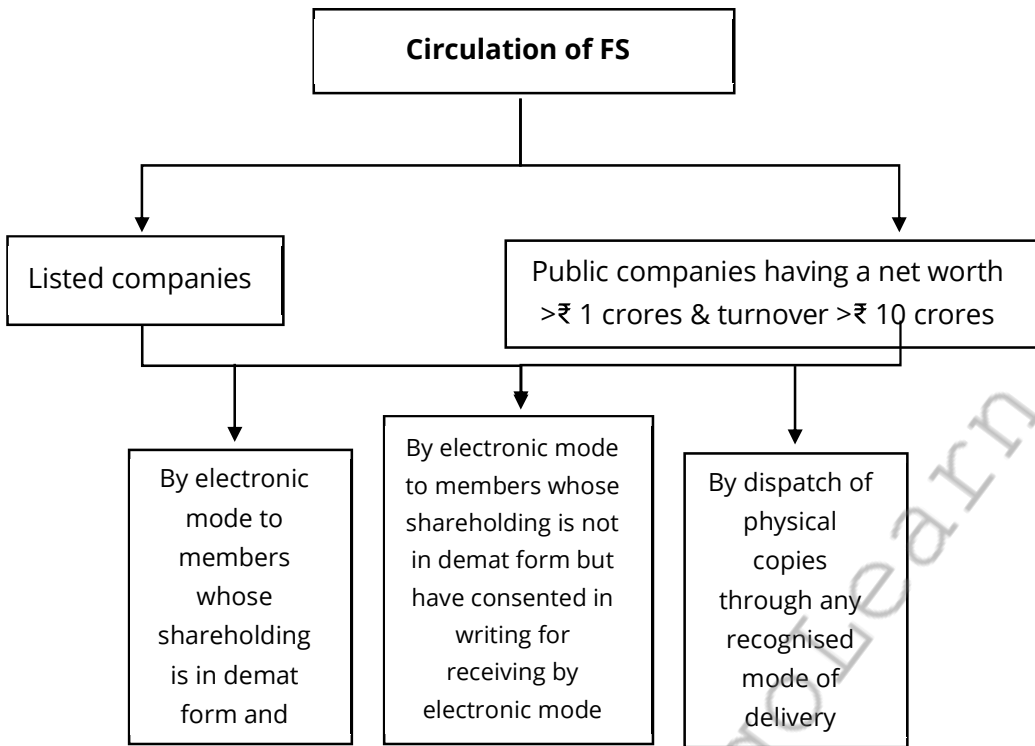 Circulation of FS
Listed companies
Public companies having a net worth
>₹ 1 crores & turnover >₹ 10 crores
By electronic
mode to
members
whose
shareholding
is in demat
form and
By electronic mode
to members whose
shareholding is not
in demat form but
have consented in
writing for
receiving by
electronic mode
By dispatch of
physical
copies
through any
recognised
mode of
delivery